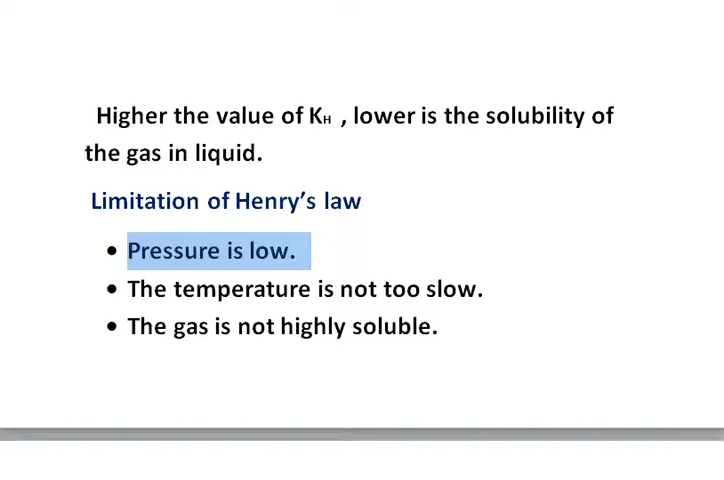 Higher the value of KH , lower is the solubility of
the gas in liquid.
Limitation of Henry's law
• Pressure is low.
• The temperature is not too slow.
• The gas is not highly soluble.